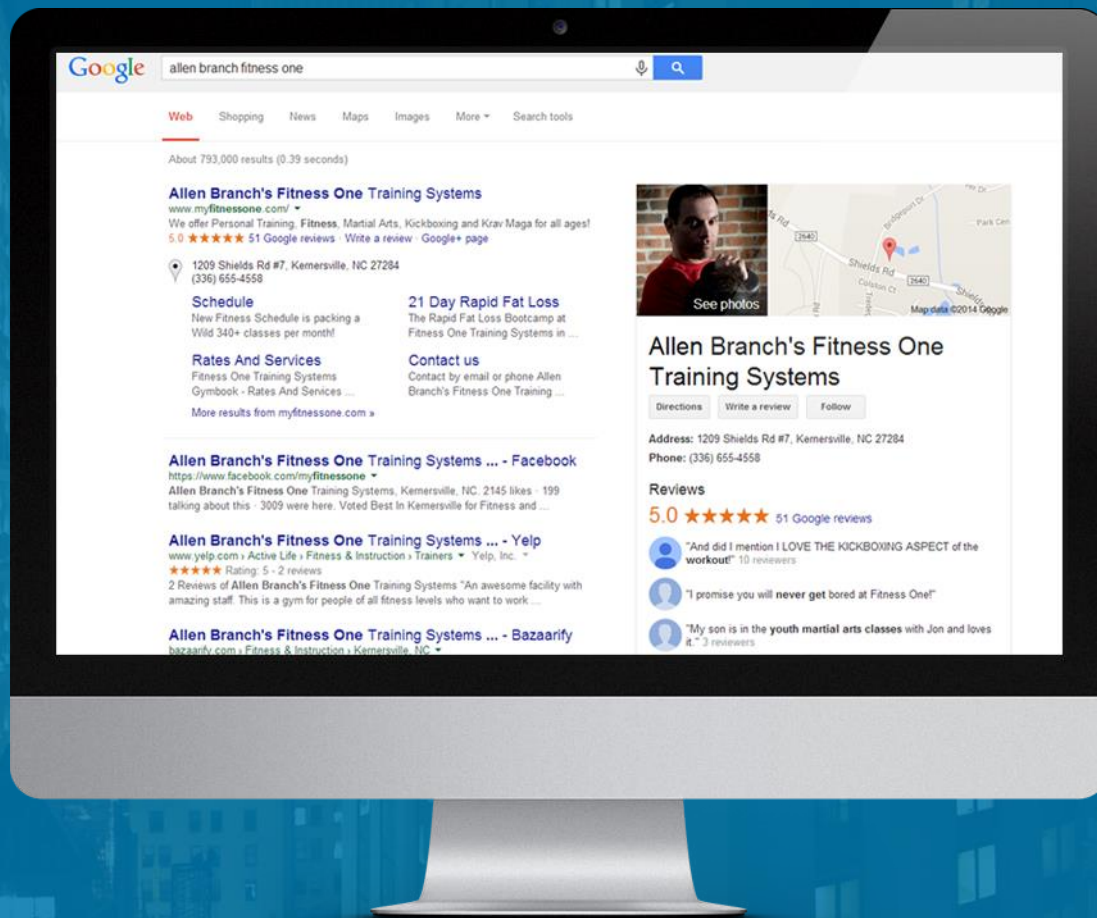 Google
allen branch fitness one
Web Shopping News Maps Images More Search tools
About 793,000 results (0.39 seconds)
Allen Branch's Fitness One Training Systems
www.myfitnessone.com/
We offer Personal Training, Fitness, Martial Arts, Kickboxing and Krav Maga for all ages!
5.0 ★★★★★ 51 Google reviews · Write a review · Google+ page
1209 Shields Rd #7, Kernersville, NC 27284
(336) 655-4558
Schedule
New Fitness Schedule is packing a
Wild 340+ classes per month!
21 Day Rapid Fat Loss
The Rapid Fat Loss Bootcamp at
Fitness One Training Systems in ...
Rates And Services
Fitness One Training Systems
Gymbook - Rates And Services ...
Contact us
Contact by email or phone Allen
Branch's Fitness One Training ...
More results from myfitnessone.com »
Allen Branch's Fitness One Training Systems ... - Facebook
https://www.facebook.com/myfitnessone
Allen Branch's Fitness One Training Systems, Kernersville, NC. 2145 likes · 199
talking about this · 3009 were here. Voted Best In Kernersville for Fitness and ...
Allen Branch's Fitness One Training Systems ... - Yelp
www.yelp.com › Active Life › Fitness & Instruction › Trainers Yelp, Inc.
★★★★★ Rating: 5 - 2 reviews
2 Reviews of Allen Branch's Fitness One Training Systems "An awesome facility with
amazing staff. This is a gym for people of all fitness levels who want to work ...
Allen Branch's Fitness One Training Systems ... - Bazaarify
bazaarify.com › Fitness & Instruction › Kernersville, NC
See photos
2640
Shields Rd
Bridgeport Dr
Park Cen
Colston Ct
2640
Shields
Map data ©2014 Google
Allen Branch's Fitness One
Training Systems
Directions Write a review Follow
Address: 1209 Shields Rd #7, Kernersville, NC 27284
Phone: (336) 655-4558
Reviews
5.0 ★★★★★ 51 Google reviews
"And did I mention I LOVE THE KICKBOXING ASPECT of the
workout!" 10 reviewers
"I promise you will never get bored at Fitness One!"
"My son is in the youth martial arts classes with Jon and loves
it." 3 reviewers